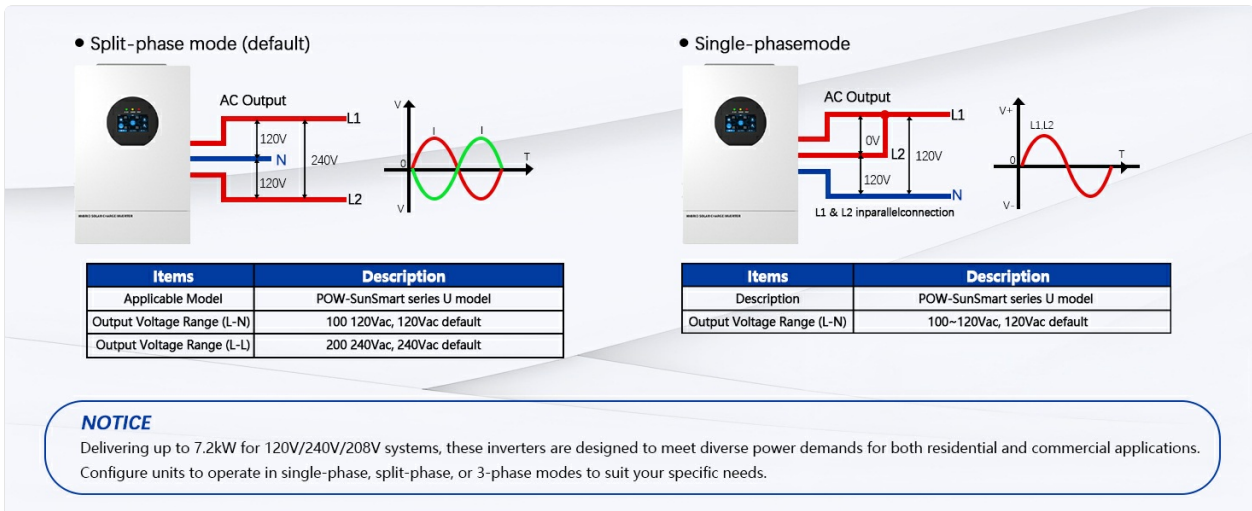 ● Split-phase mode (default)
AC Output
L1
120V
N
240V
120V
L2
V
I
I
0
T
V
● Single-phasemode
AC Output
L1
0V
L2
120V
120V
N
L1 & L2 inparallelconnection
V+
L1.L2
0
T
V-
Items
Description
Applicable Model
POW-SunSmart series U model
Output Voltage Range (L-N)
100 120Vac, 120Vac default
Output Voltage Range (L-L)
200 240Vac, 240Vac default
Items
Description
Description
POW-SunSmart series U model
Output Voltage Range (L-N)
100~120Vac, 120Vac default
NOTICE
Delivering up to 7.2kW for 120V/240V/208V systems, these inverters are designed to meet diverse power demands for both residential and commercial applications.
Configure units to operate in single-phase, split-phase, or 3-phase modes to suit your specific needs.